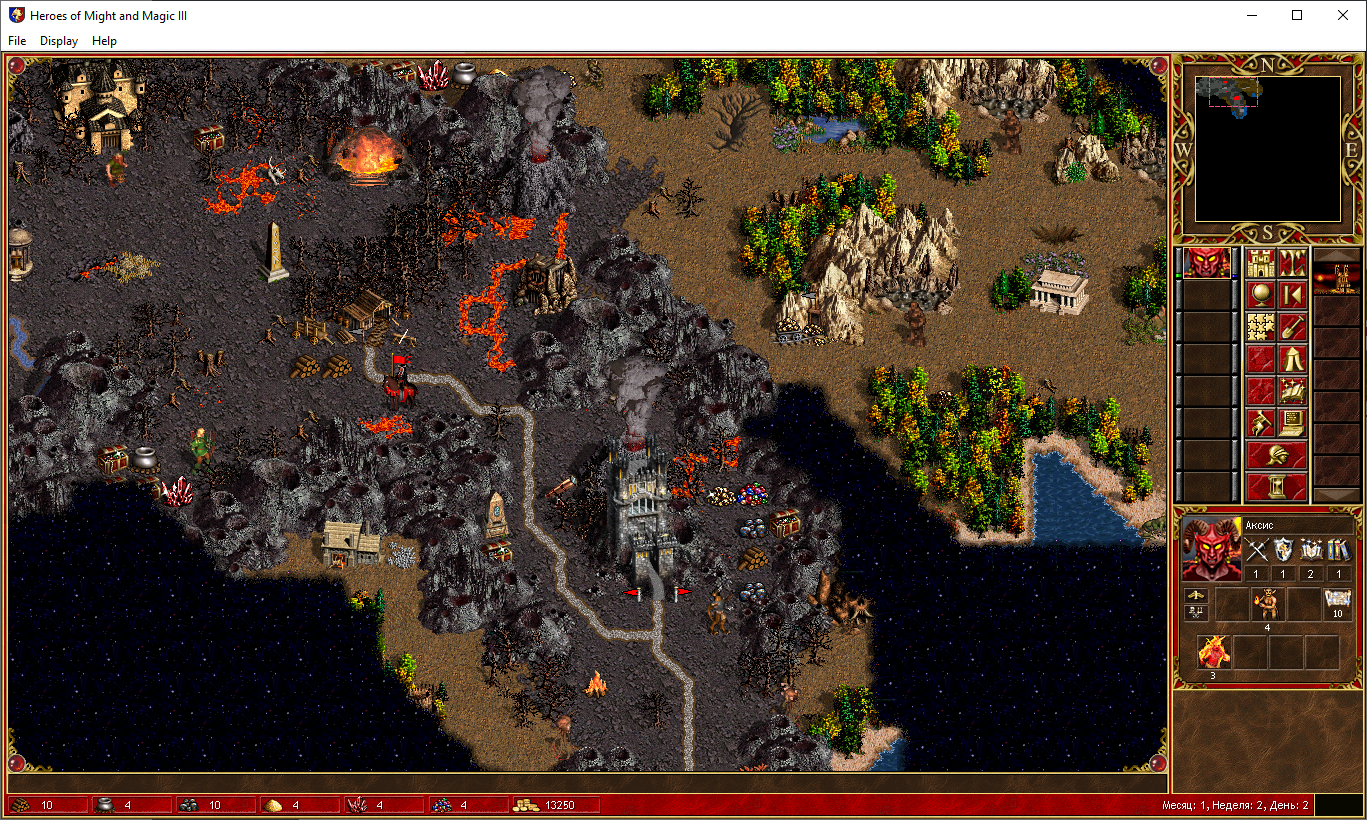 Heroes of Might and Magic III
File Display Help
N
W E
S
Аксис
1 1 2 1
10
4
3
10 4 10 4 4 4 13250 Месяц: 1, Неделя: 2, День: 2